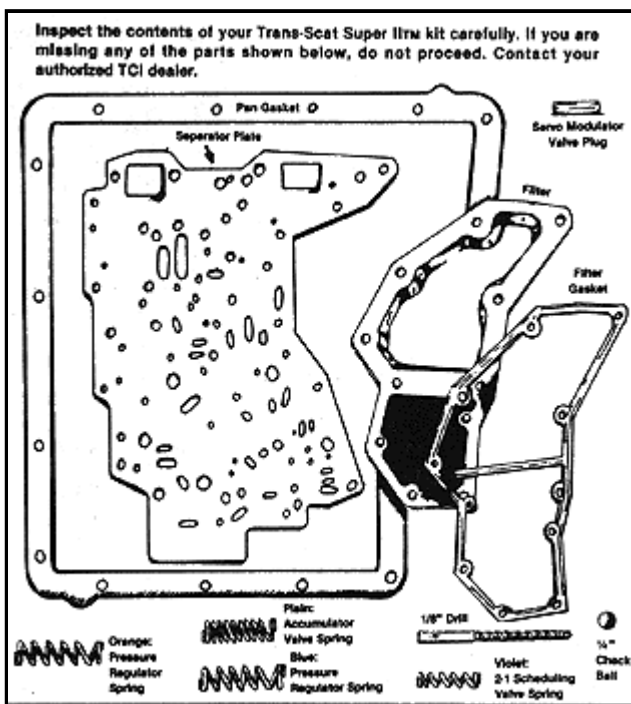 Inspect the contents of your Trans-Scat Super IITM kit carefully. If you are
missing any of the parts shown below, do not proceed. Contact your
authorized TCI dealer.
Pan Gasket
Separator Plate
Servo Modulator
Valve Plug
Filter
Filter
Gasket
Orange:
Pressure
Regulator
Spring
Plain:
Accumulator
Valve Spring
Blue:
Pressure
Regulator Spring
1/8" Drill
Violet:
2-1 Scheduling
Valve Spring
¼"
Check
Ball